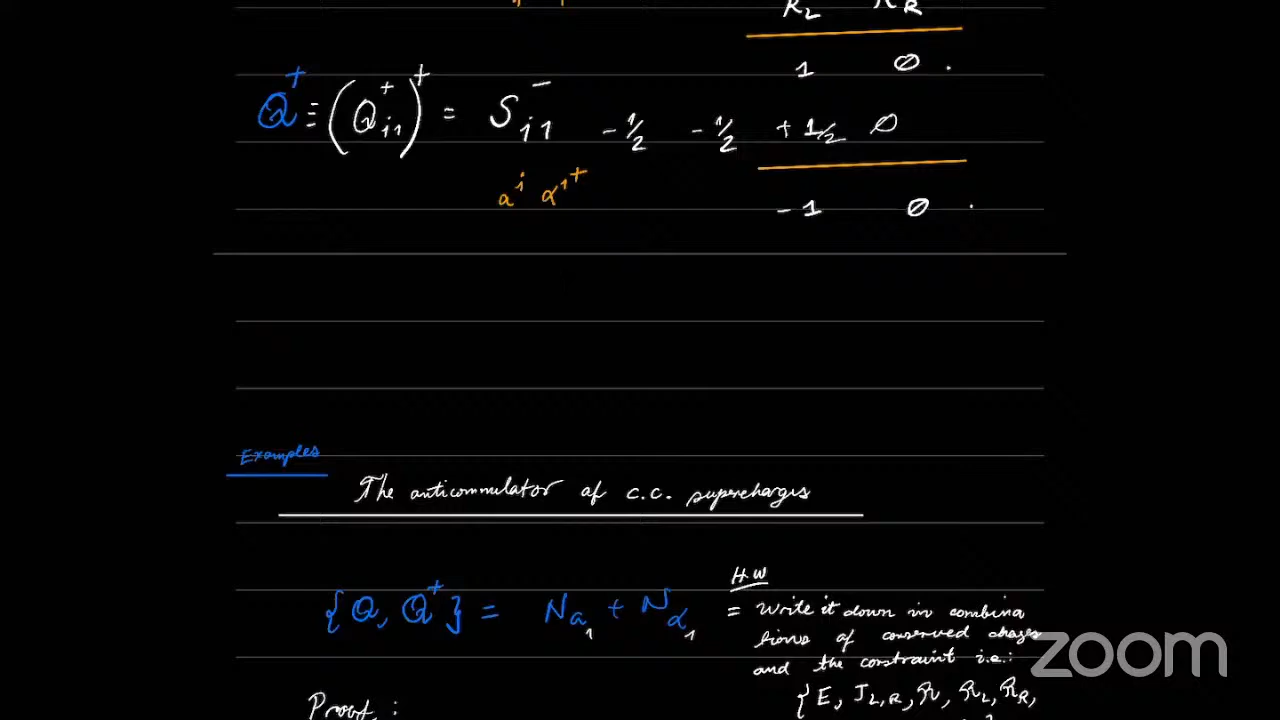 R_L R_R
1 0 .
Q^+ ≡ (Q^+_{i1})^+ = S^-_{i1} -1/2 -1/2 +1/2 0
a^i α^{1+}
-1 0 .
Examples
The anticommutator of c.c. supercharges
H.W
{Q, Q^+} = N_{a_1} + N_{α_1} = write it down in combina
tions of conserved charges
and the constraint i.e:
{E, J_{L,R}, R, R_L, R_R,
Proof :
zoom